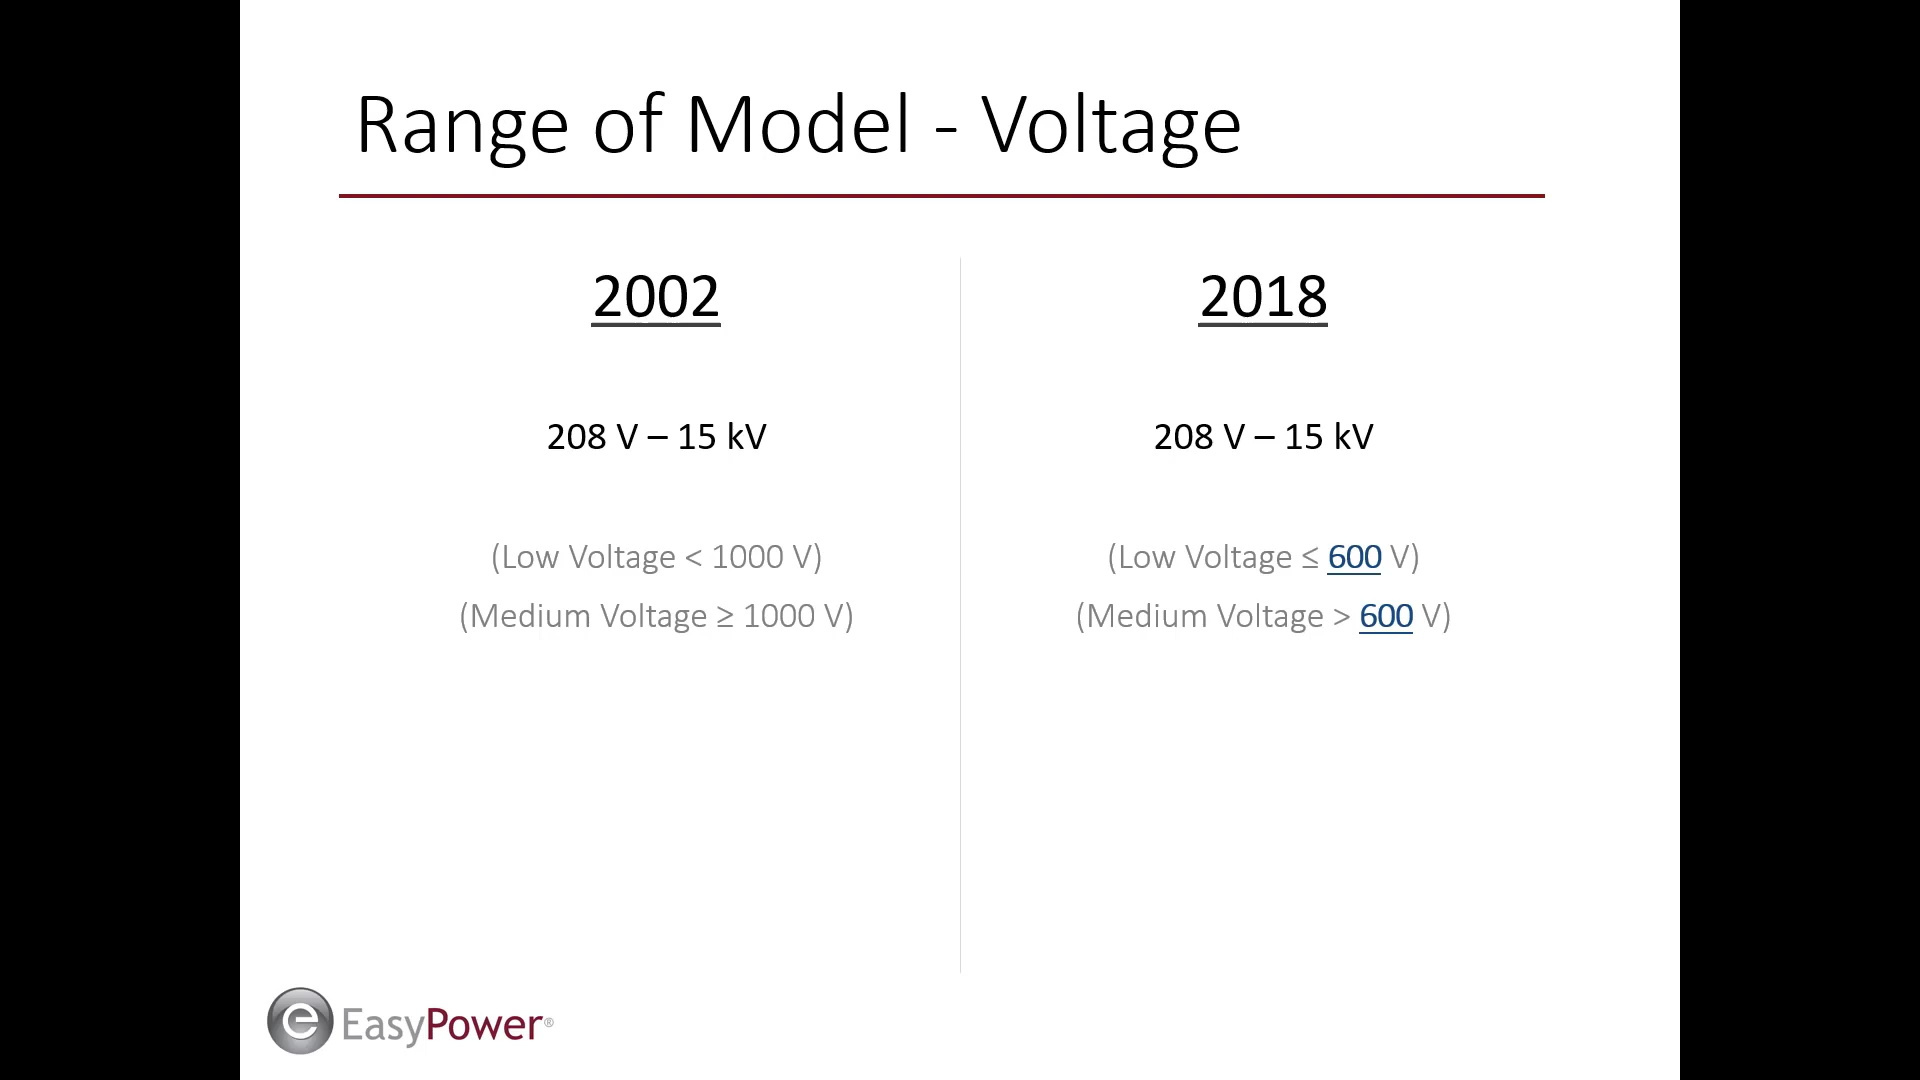 Range of Model - Voltage
2002
208 V – 15 kV
(Low Voltage < 1000 V)
(Medium Voltage ≥ 1000 V)
2018
208 V – 15 kV
(Low Voltage ≤ 600 V)
(Medium Voltage > 600 V)
e EasyPower®